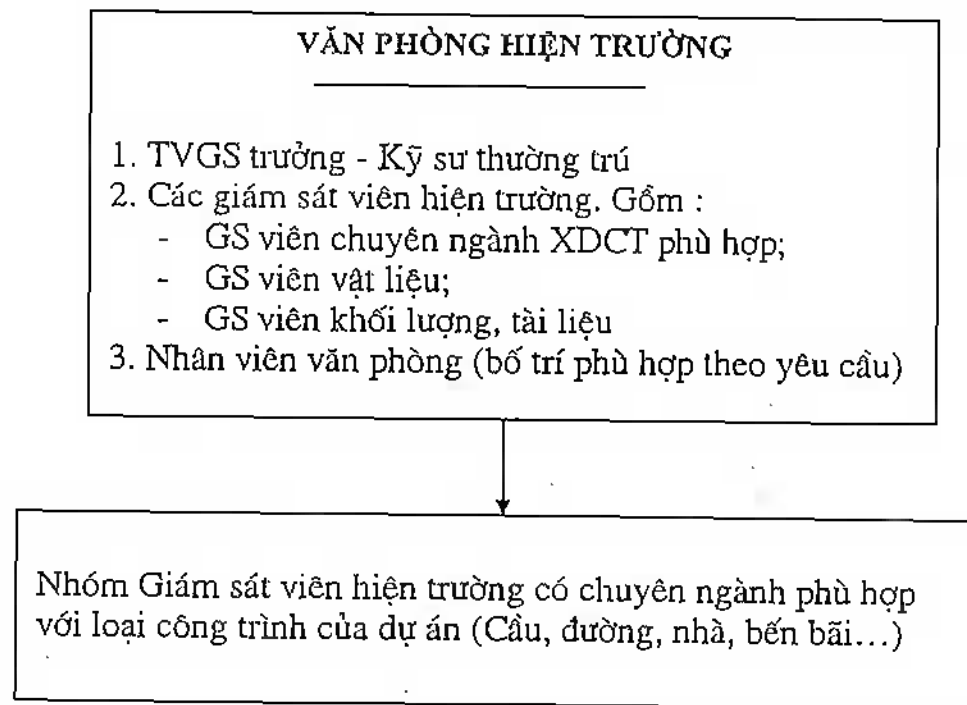 VĂN PHÒNG HIỆN TRƯỜNG
1. TVGS trưởng - Kỹ sư thường trú
2. Các giám sát viên hiện trường. Gồm :
- GS viên chuyên ngành XDCT phù hợp;
- GS viên vật liệu;
- GS viên khối lượng, tài liệu
3. Nhân viên văn phòng (bố trí phù hợp theo yêu cầu)
Nhóm Giám sát viên hiện trường có chuyên ngành phù hợp
với loại công trình của dự án (Cầu, đường, nhà, bến bãi...)